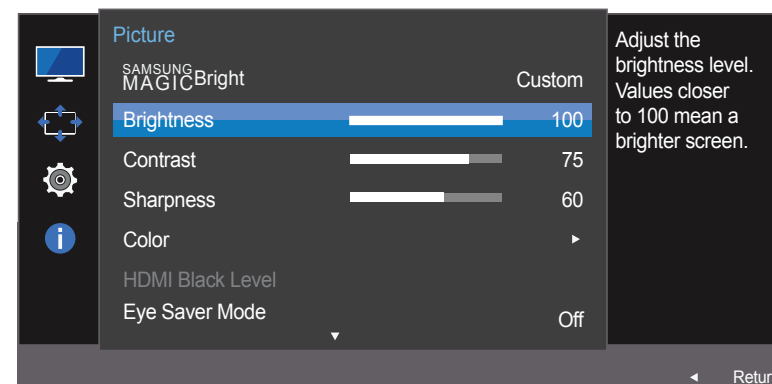 Picture
SAMSUNG
MAGICBright Custom
Brightness 100
Contrast 75
Sharpness 60
Color
HDMI Black Level
Eye Saver Mode Off
Adjust the
brightness level.
Values closer
to 100 mean a
brighter screen.
i
Retur